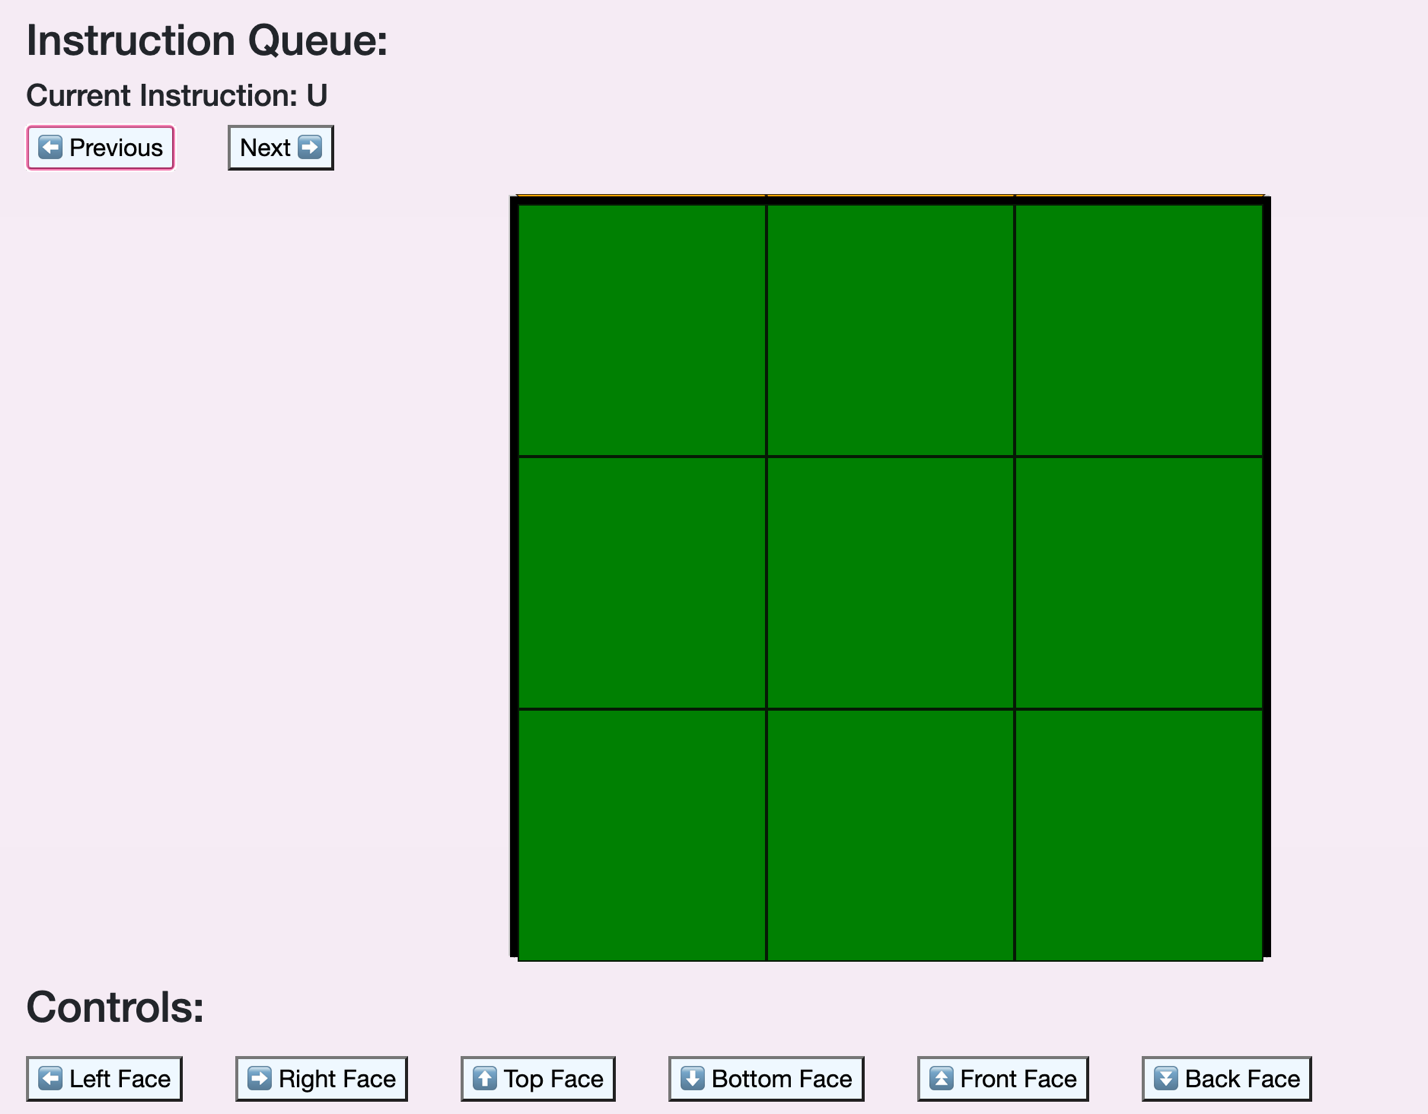 Instruction Queue:
Current Instruction: U
⬅️ Previous Next ➡️
Controls:
⬅️ Left Face ➡️ Right Face ⬆️ Top Face ⬇️ Bottom Face ⏫ Front Face ⏬ Back Face